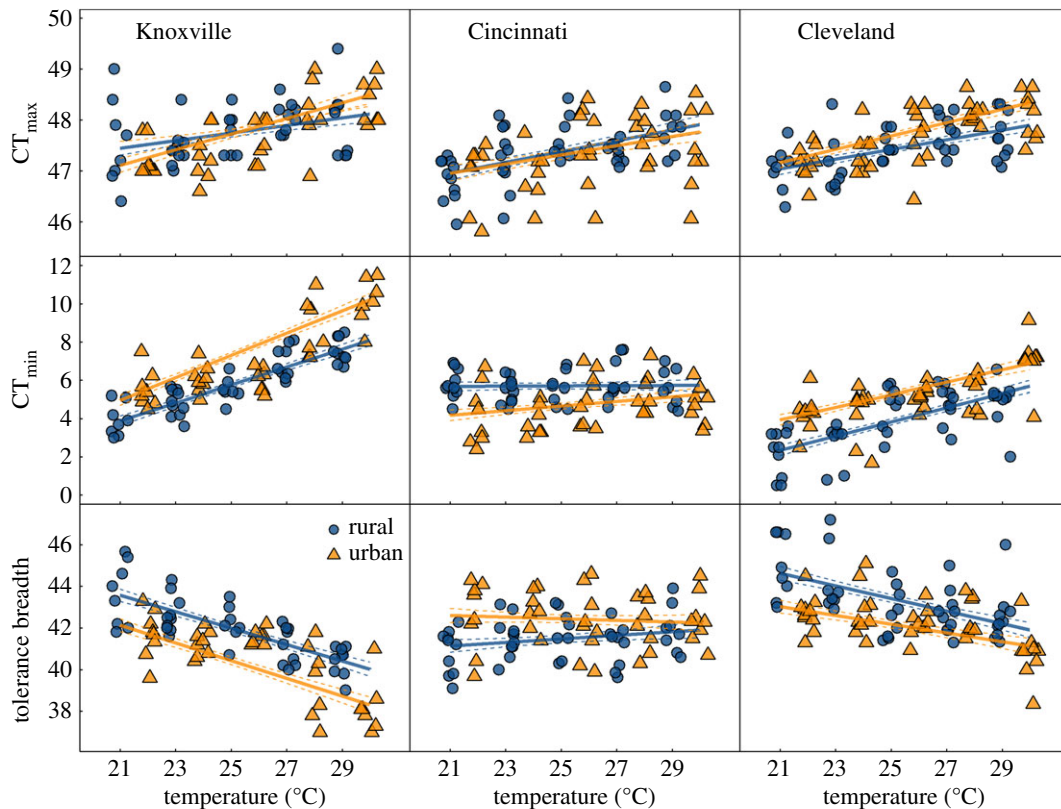 Knoxville
Cincinnati
Cleveland
CTmax
50
49
48
47
46
CTmin
12
10
8
6
4
2
0
tolerance breadth
46
44
42
40
38
rural
urban
21 23 25 27 29
21 23 25 27 29
21 23 25 27 29
temperature (°C)
temperature (°C)
temperature (°C)